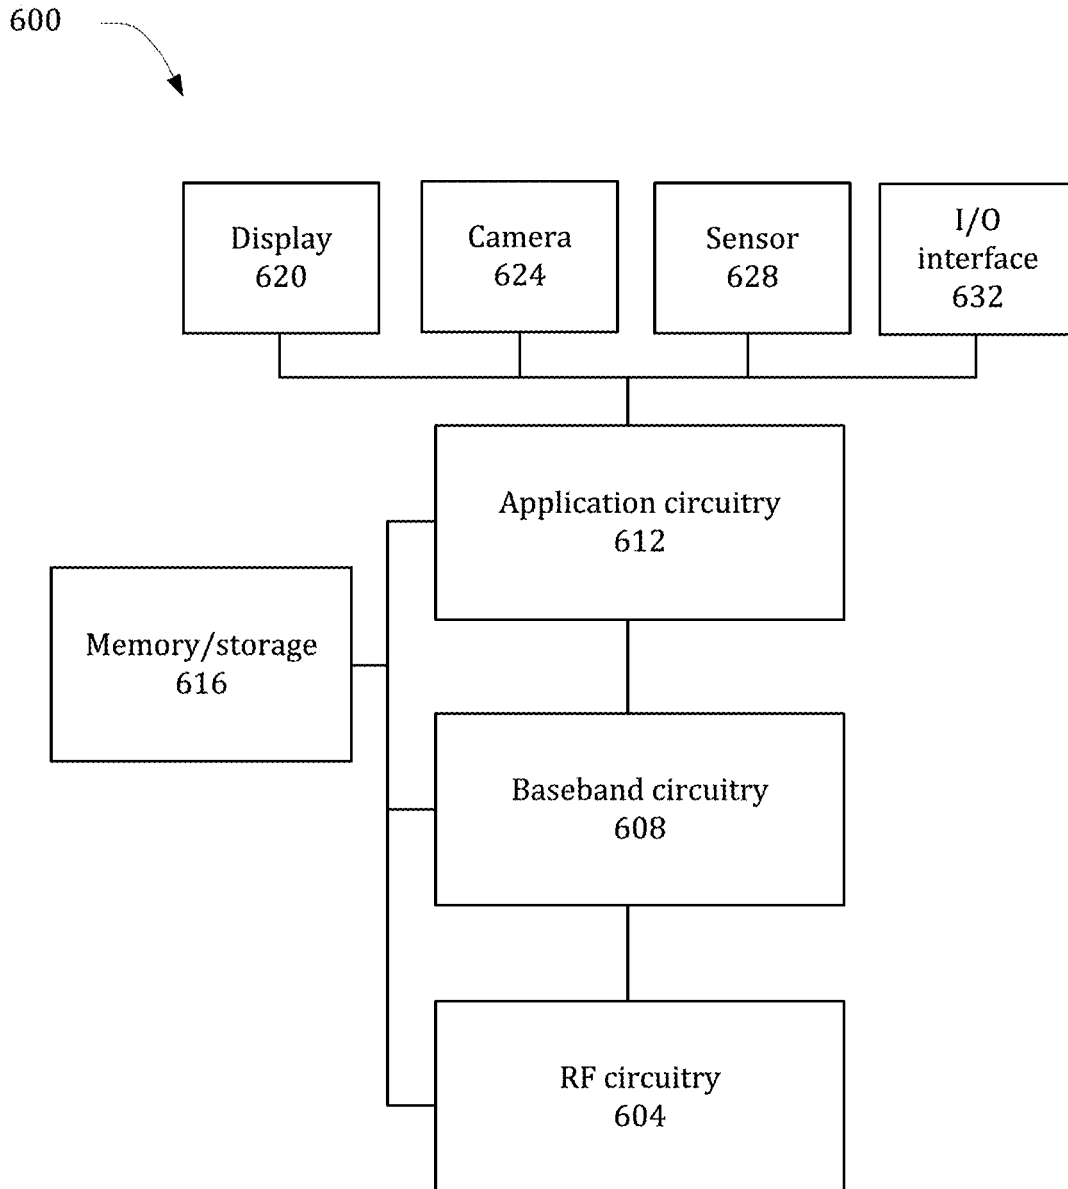 600
Display
620
Camera
624
Sensor
628
I/O
interface
632
Application circuitry
612
Memory/storage
616
Baseband circuitry
608
RF circuitry
604